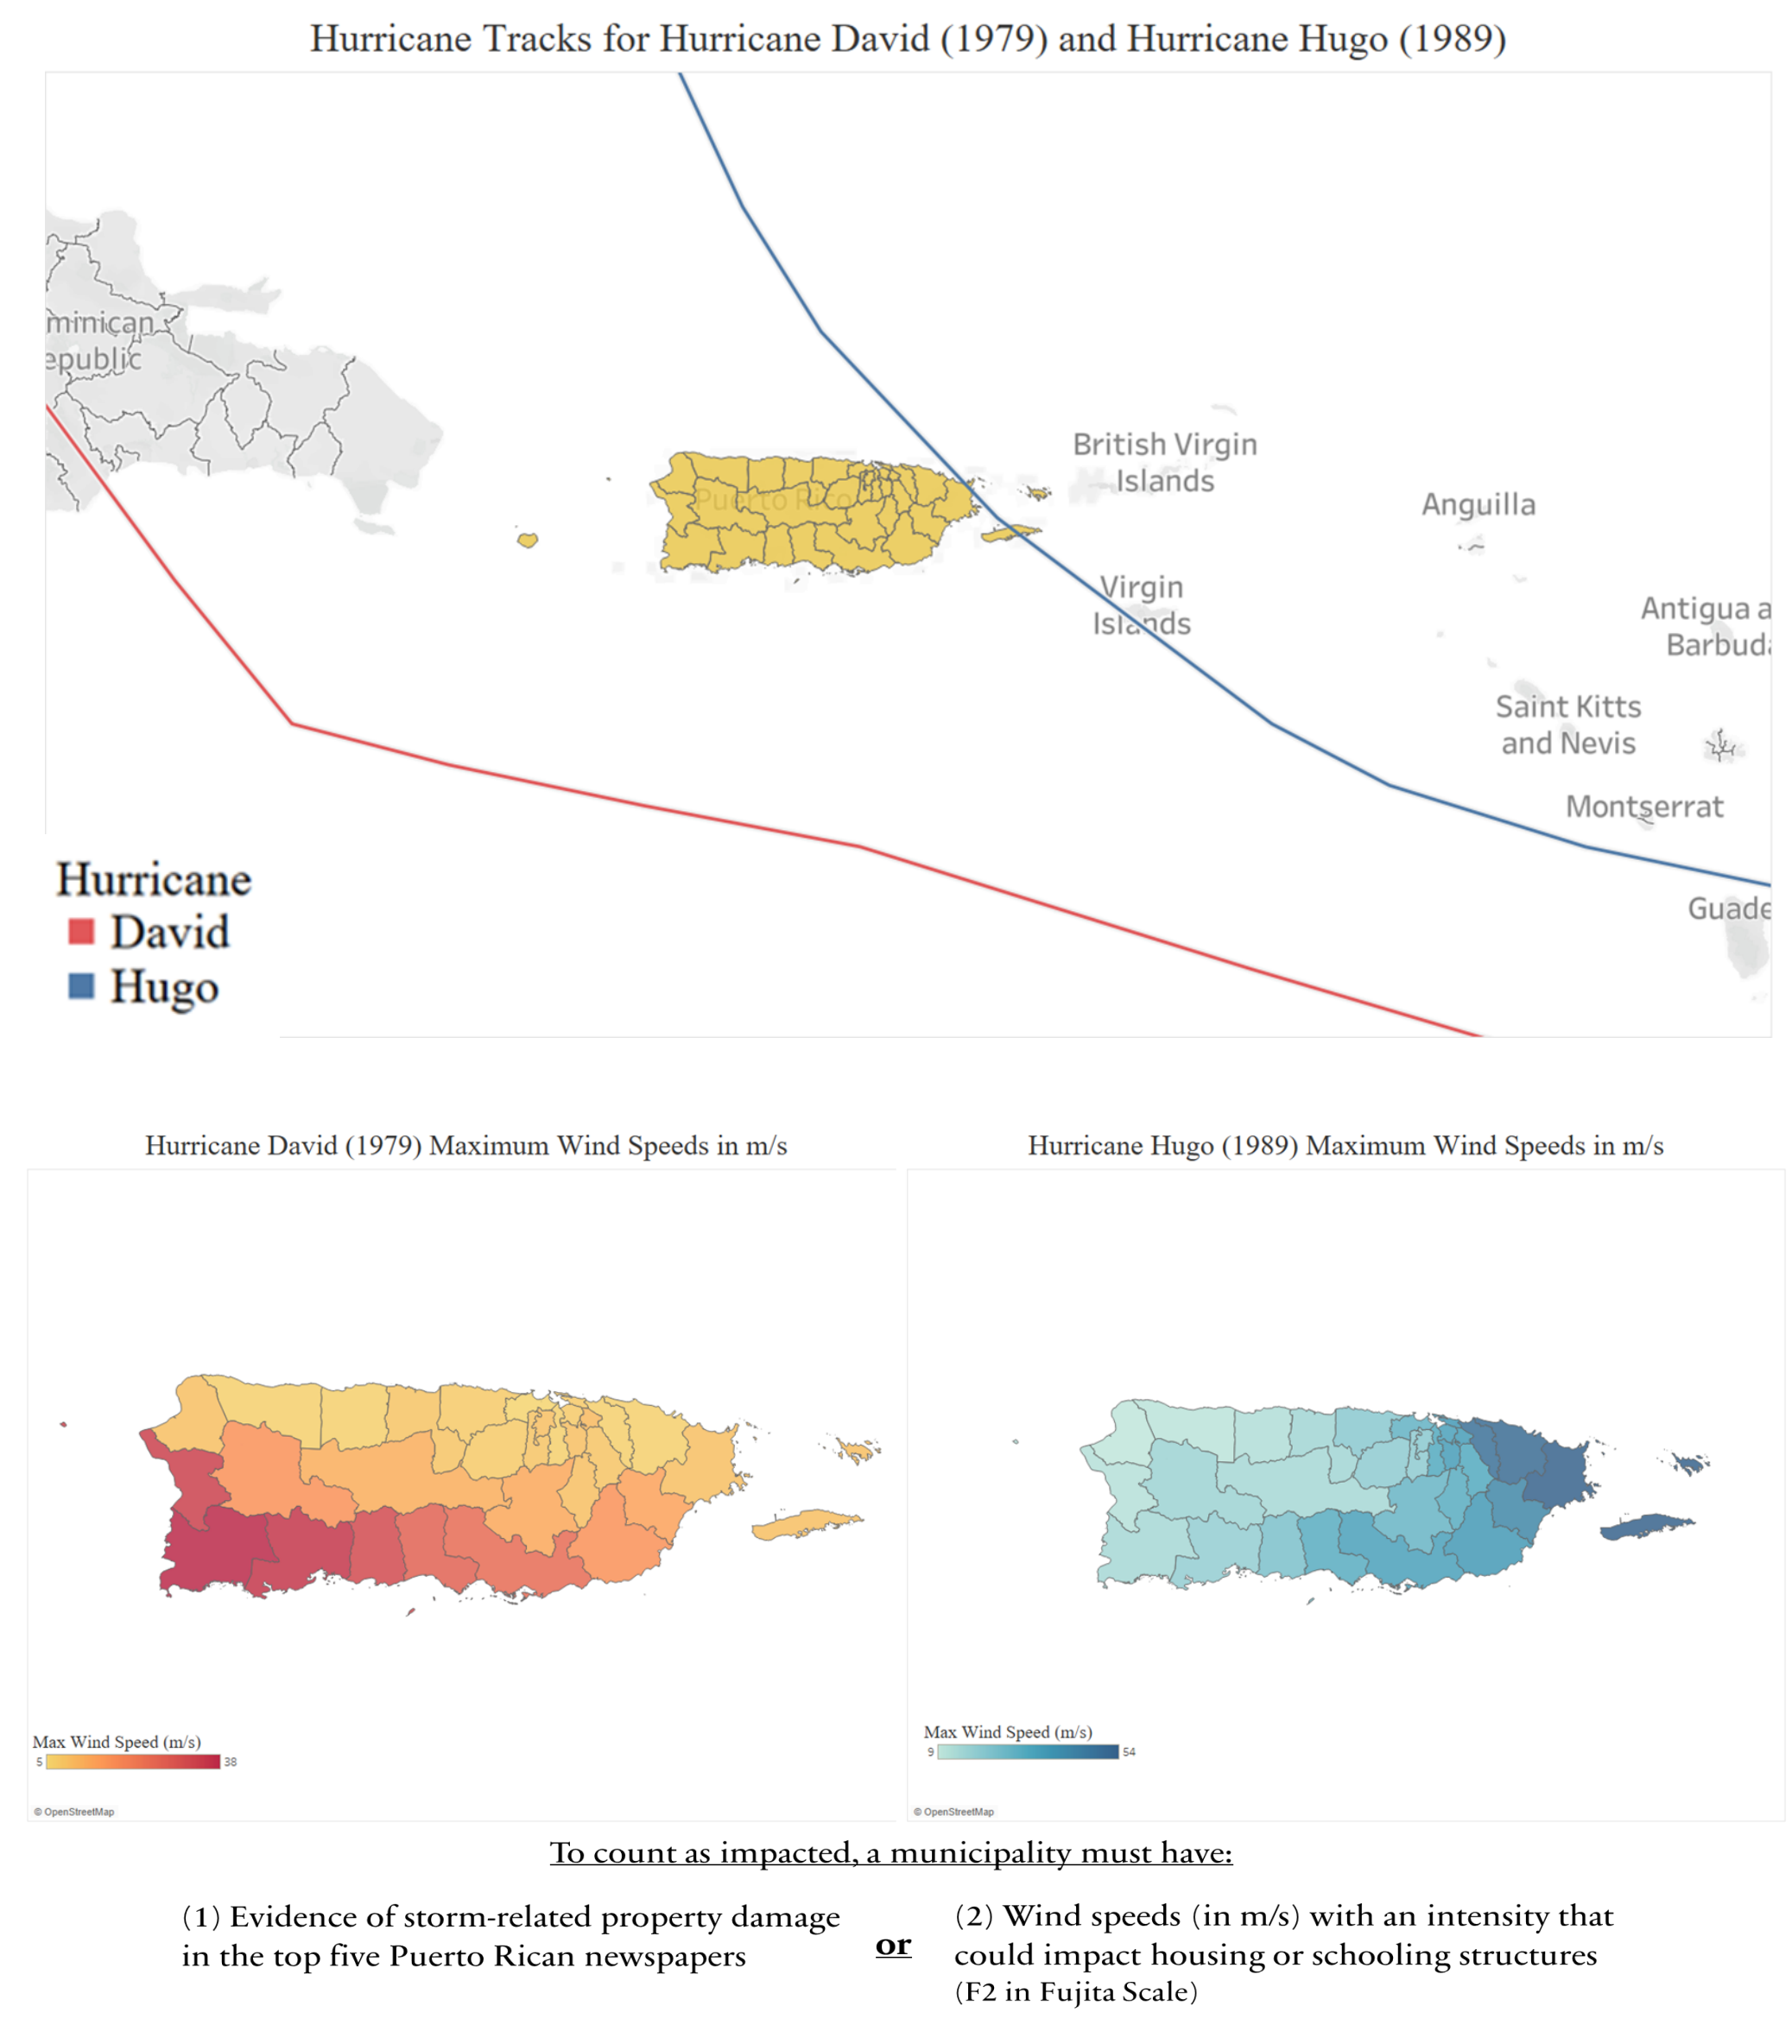 Hurricane Tracks for Hurricane David (1979) and Hurricane Hugo (1989)
minican
epublic
Puerto Rico
British Virgin
Islands
Anguilla
Virgin
Islands
Antigua a
Barbuda
Saint Kitts
and Nevis
Montserrat
Guade
Hurricane
David
Hugo
Hurricane David (1979) Maximum Wind Speeds in m/s
Hurricane Hugo (1989) Maximum Wind Speeds in m/s
Max Wind Speed (m/s)
5 38
© OpenStreetMap
Max Wind Speed (m/s)
9 54
© OpenStreetMap
To count as impacted, a municipality must have:
(1) Evidence of storm-related property damage
in the top five Puerto Rican newspapers
or
(2) Wind speeds (in m/s) with an intensity that
could impact housing or schooling structures
(F2 in Fujita Scale)